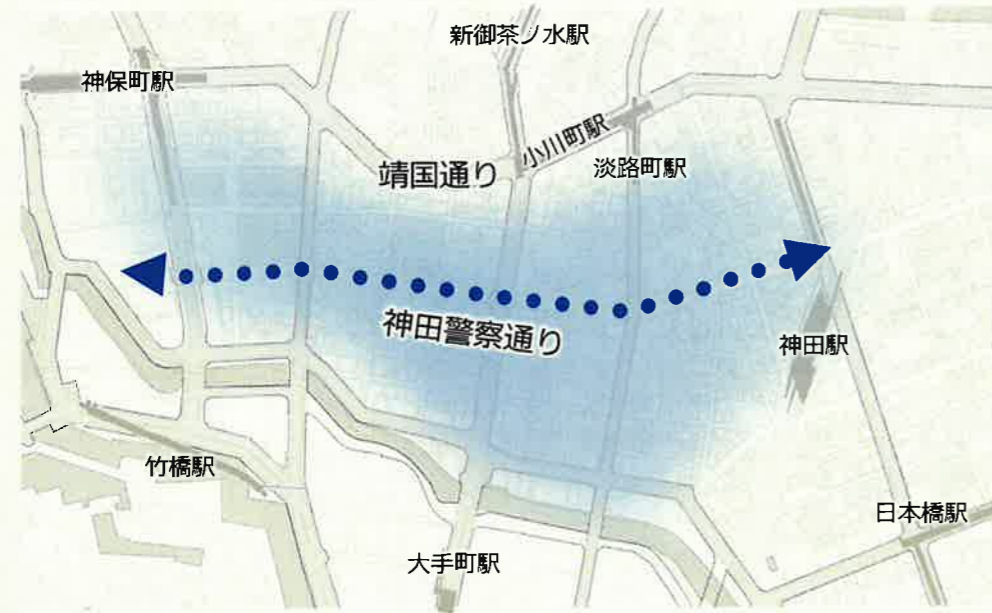 新御茶ノ水駅
神保町駅
小川町駅
淡路町駅
靖国通り
神田警察通り
神田駅
竹橋駅
日本橋駅
大手町駅